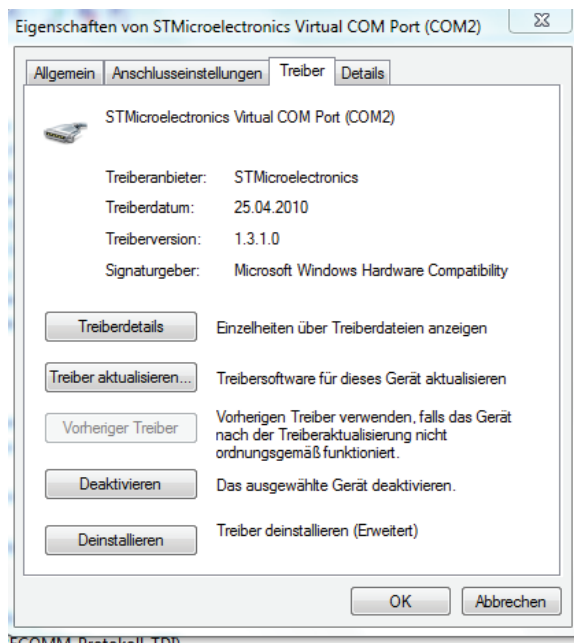 Eigenschaften von STMicroelectronics Virtual COM Port (COM2)
Allgemein Anschlusseinstellungen Treiber Details
STMicroelectronics Virtual COM Port (COM2)
Treiberanbieter: STMicroelectronics
Treiberdatum: 25.04.2010
Treiberversion: 1.3.1.0
Signaturgeber: Microsoft Windows Hardware Compatibility
Treiberdetails Einzelheiten über Treiberdateien anzeigen
Treiber aktualisieren... Treibersoftware für dieses Gerät aktualisieren
Vorheriger Treiber Vorherigen Treiber verwenden, falls das Gerät
nach der Treiberaktualisierung nicht
ordnungsgemäß funktioniert.
Deaktivieren Das ausgewählte Gerät deaktivieren.
Deinstallieren Treiber deinstallieren (Erweitert)
OK Abbrechen